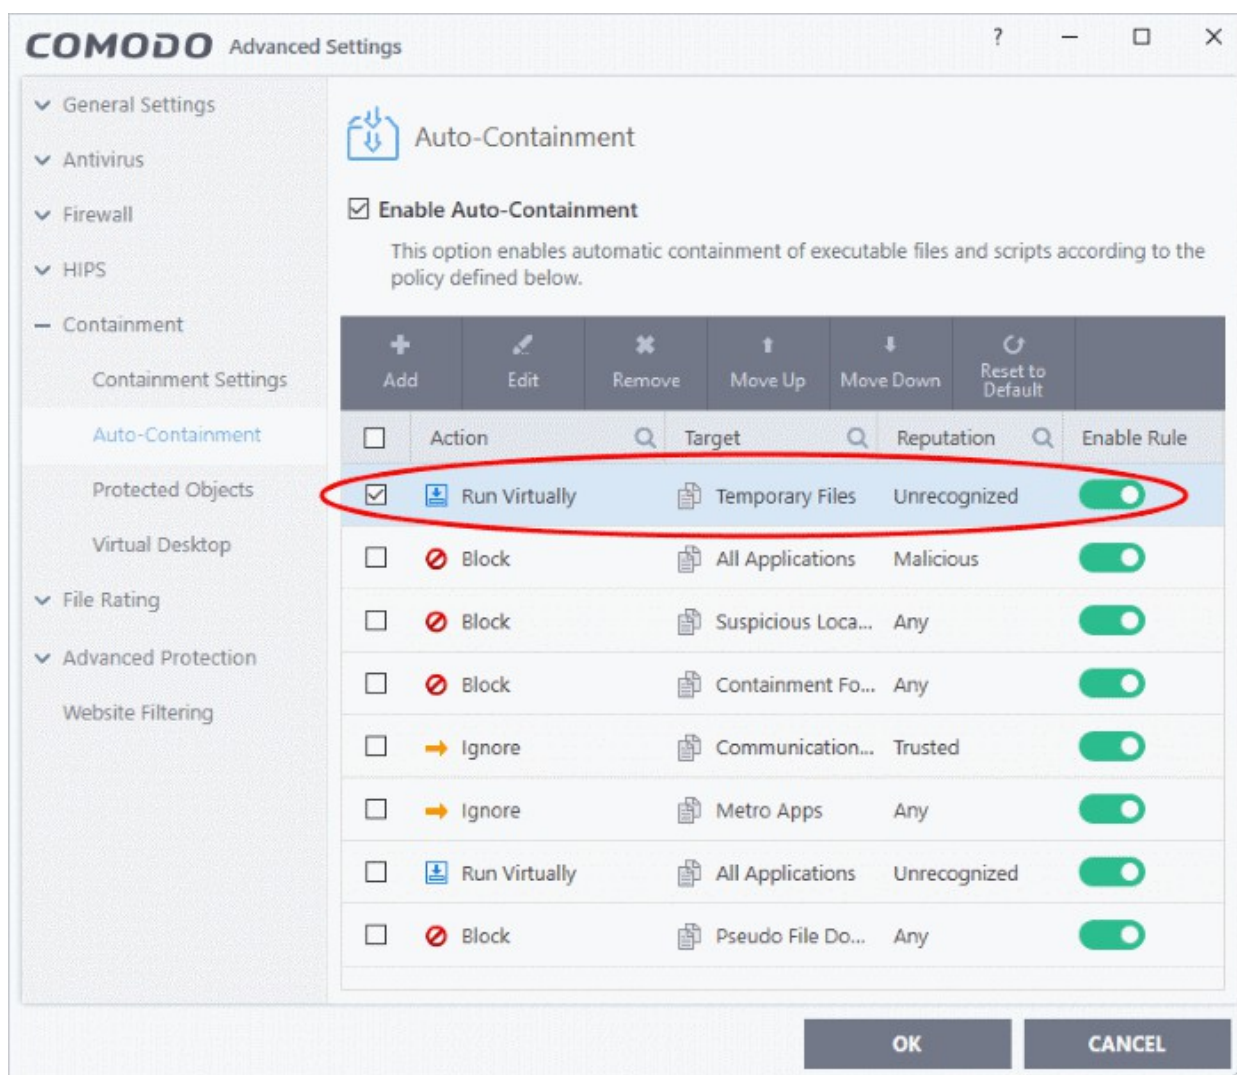 COMODO Advanced Settings ?
General Settings
Antivirus
Firewall
HIPS
Containment
Containment Settings
Auto-Containment
Protected Objects
Virtual Desktop
File Rating
Advanced Protection
Website Filtering
Auto-Containment
Enable Auto-Containment
This option enables automatic containment of executable files and scripts according to the
policy defined below.
Add Edit Remove Move Up Move Down Reset to
Default
Action Target Reputation Enable Rule
Run Virtually Temporary Files Unrecognized
Block All Applications Malicious
Block Suspicious Loca... Any
Block Containment Fo... Any
Ignore Communication... Trusted
Ignore Metro Apps Any
Run Virtually All Applications Unrecognized
Block Pseudo File Do... Any
OK CANCEL